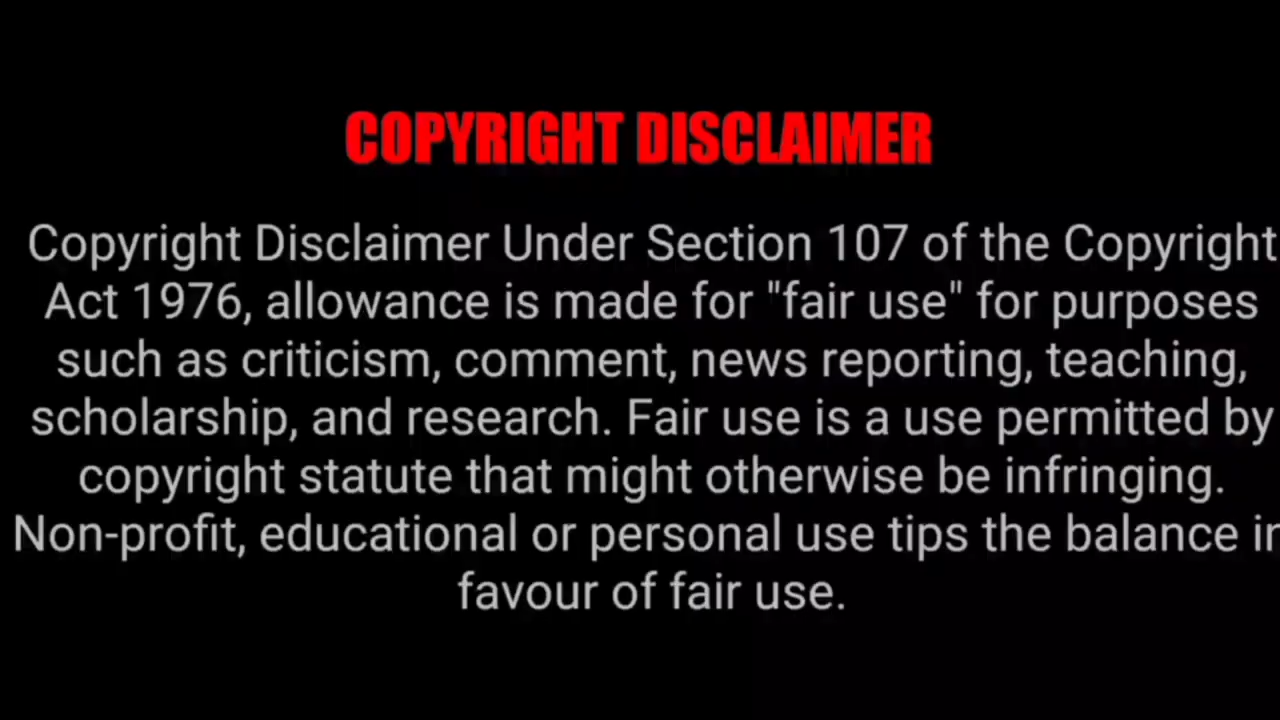 COPYRIGHT DISCLAIMER
Copyright Disclaimer Under Section 107 of the Copyright
Act 1976, allowance is made for "fair use" for purposes
such as criticism, comment, news reporting, teaching,
scholarship, and research. Fair use is a use permitted by
copyright statute that might otherwise be infringing.
Non-profit, educational or personal use tips the balance in
favour of fair use.